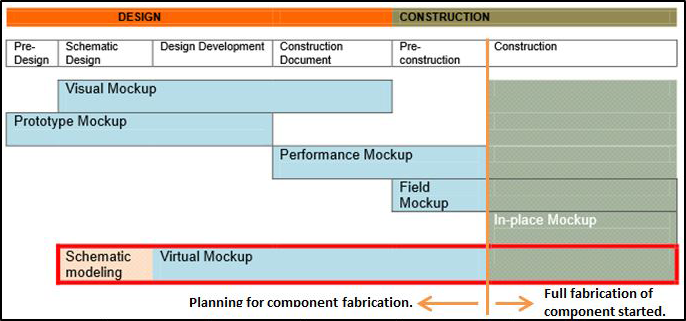 DESIGN CONSTRUCTION
Pre- Schematic Design Development Construction Pre- Construction
Design Design Document construction
Visual Mockup
Prototype Mockup
Performance Mockup
Field
Mockup
In-place Mockup
Schematic Virtual Mockup
modeling
Planning for component fabrication. Full fabrication of
component started.